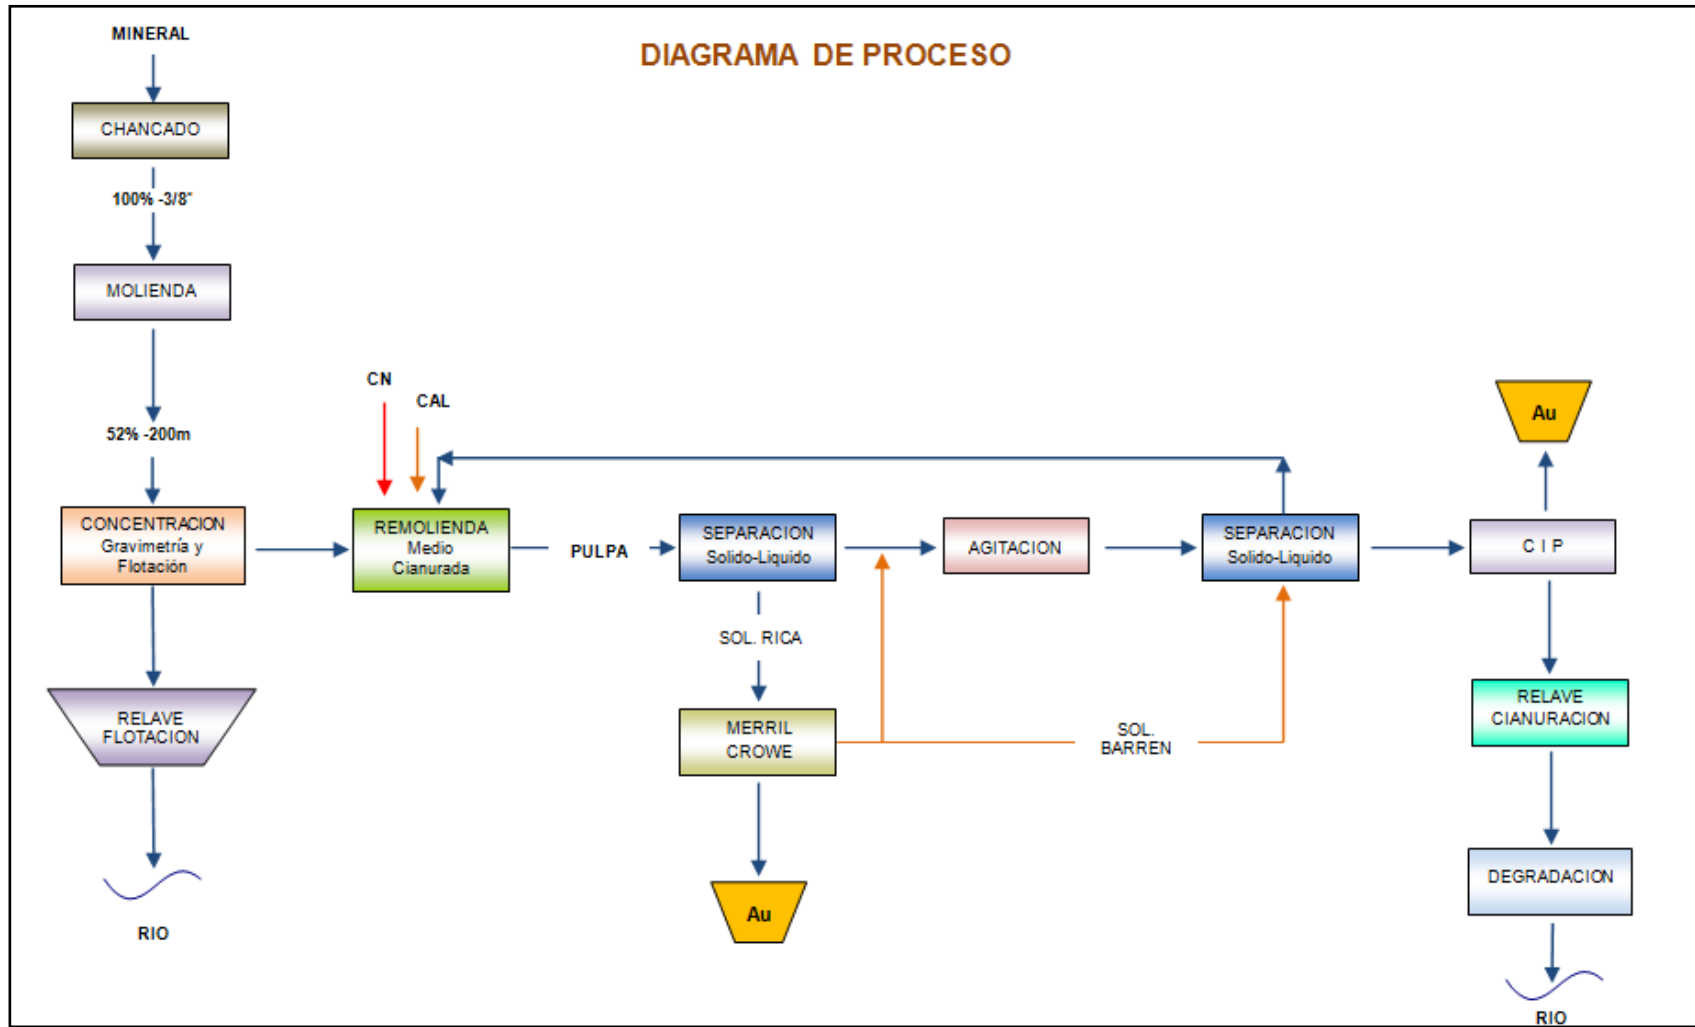 DIAGRAMA DE PROCESO
MINERAL
CHANCADO
100% -3/8"
MOLIENDA
52% -200m
CONCENTRACION
Gravimetría y
Flotación
RELAVE
FLOTACION
RIO
CN
CAL
REMOLIENDA
Medio
Cianurada
PULPA
SEPARACION
Solido-Liquido
SOL. RICA
MERRIL
CROWE
Au
AGITACION
SOL.
BARREN
SEPARACION
Solido-Liquido
Au
C I P
RELAVE
CIANURACION
DEGRADACION
RIO